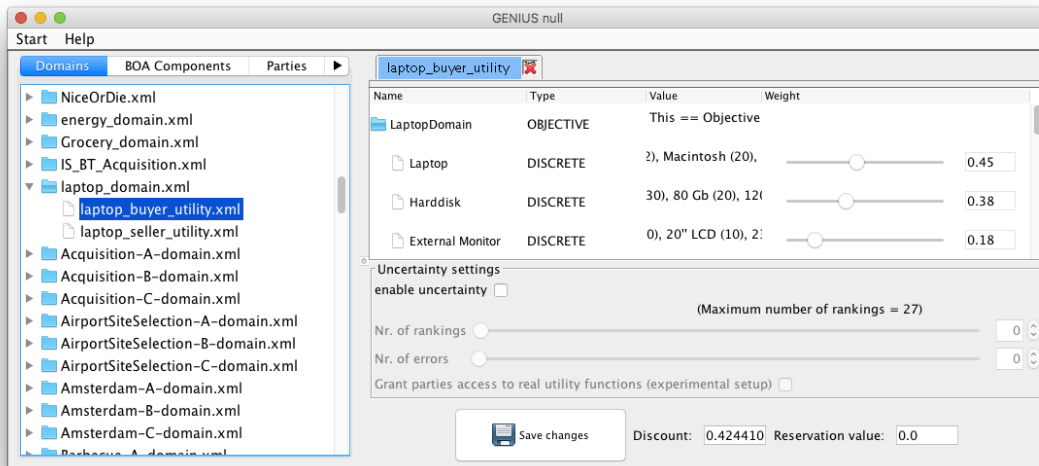 GENIUS null
Start Help
Domains BOA Components Parties
NiceOrDie.xml
energy_domain.xml
Grocery_domain.xml
IS_BT_Acquisition.xml
laptop_domain.xml
laptop_buyer_utility.xml
laptop_seller_utility.xml
Acquisition-A-domain.xml
Acquisition-B-domain.xml
Acquisition-C-domain.xml
AirportSiteSelection-A-domain.xml
AirportSiteSelection-B-domain.xml
AirportSiteSelection-C-domain.xml
Amsterdam-A-domain.xml
Amsterdam-B-domain.xml
Amsterdam-C-domain.xml
Barbecue-A-domain.xml
laptop_buyer_utility
Name Type Value Weight
LaptopDomain OBJECTIVE This == Objective
Laptop DISCRETE 2), Macintosh (20), 0.45
Harddisk DISCRETE 30), 80 Gb (20), 120 0.38
External Monitor DISCRETE 0), 20" LCD (10), 23 0.18
Uncertainty settings
enable uncertainty
(Maximum number of rankings = 27)
Nr. of rankings 0
Nr. of errors 0
Grant parties access to real utility functions (experimental setup)
Save changes Discount: 0.424410 Reservation value: 0.0